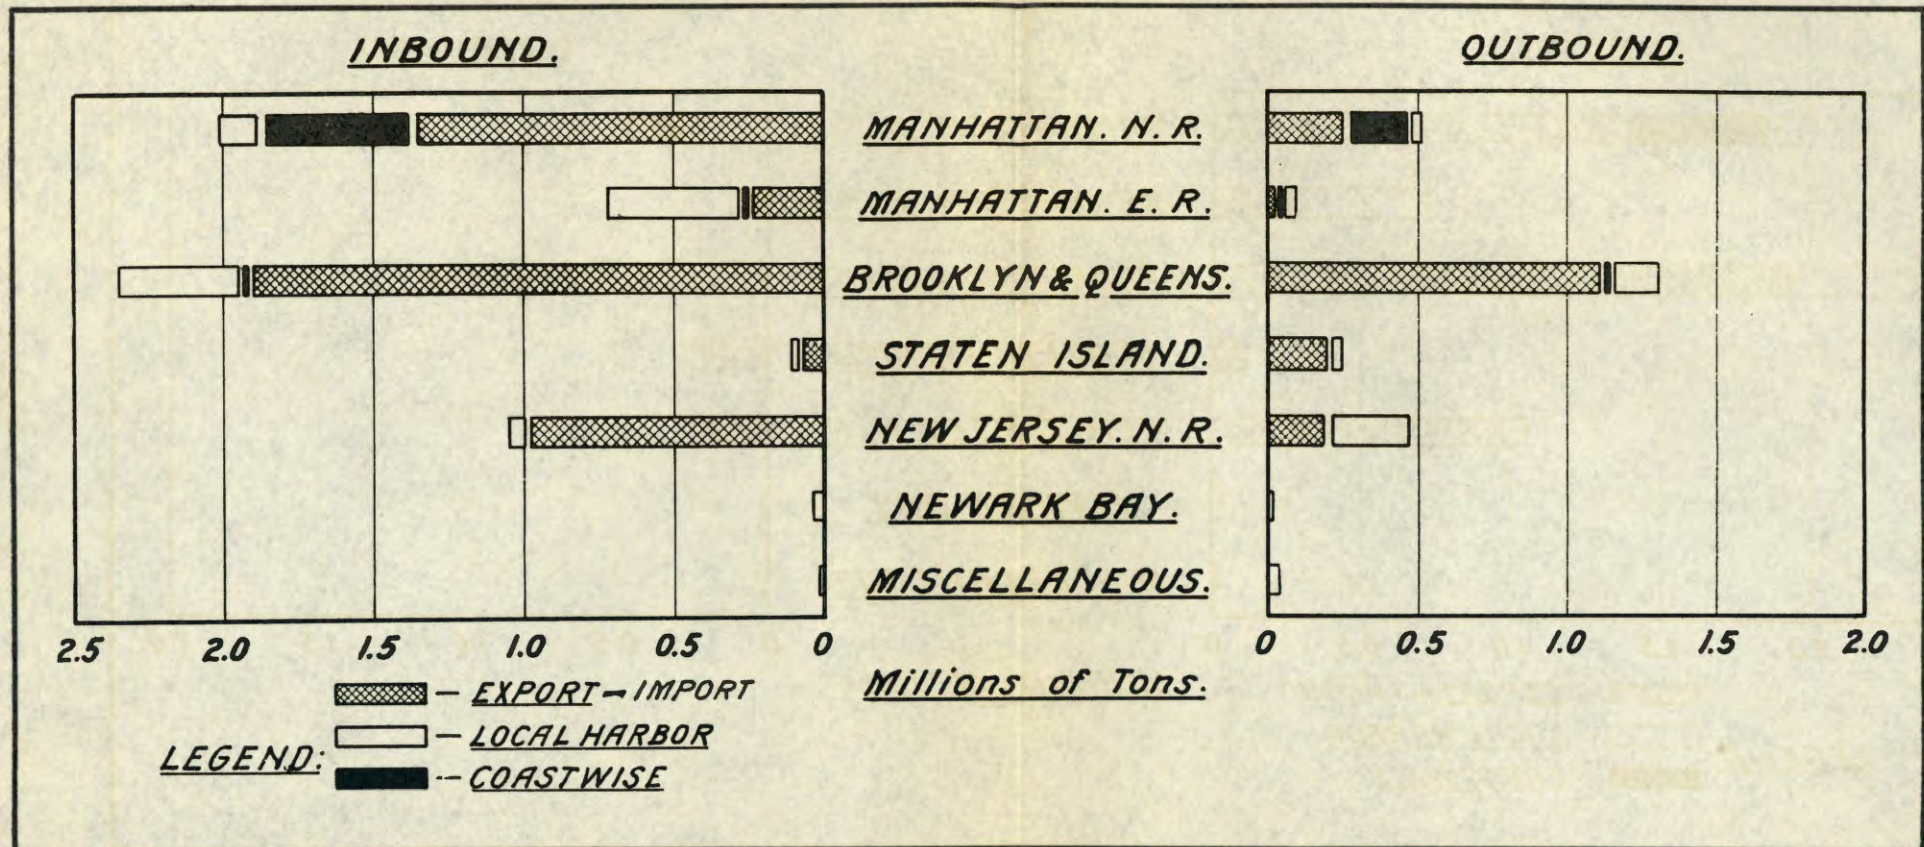 INBOUND.
OUTBOUND.
MANHATTAN. N. R.
MANHATTAN. E. R.
BROOKLYN & QUEENS.
STATEN ISLAND.
NEW JERSEY. N. R.
NEWARK BAY.
MISCELLANEOUS.
2.5 2.0 1.5 1.0 0.5 0
0 0.5 1.0 1.5 2.0
Millions of Tons.
LEGEND:
— EXPORT — IMPORT
— LOCAL HARBOR
-- COASTWISE